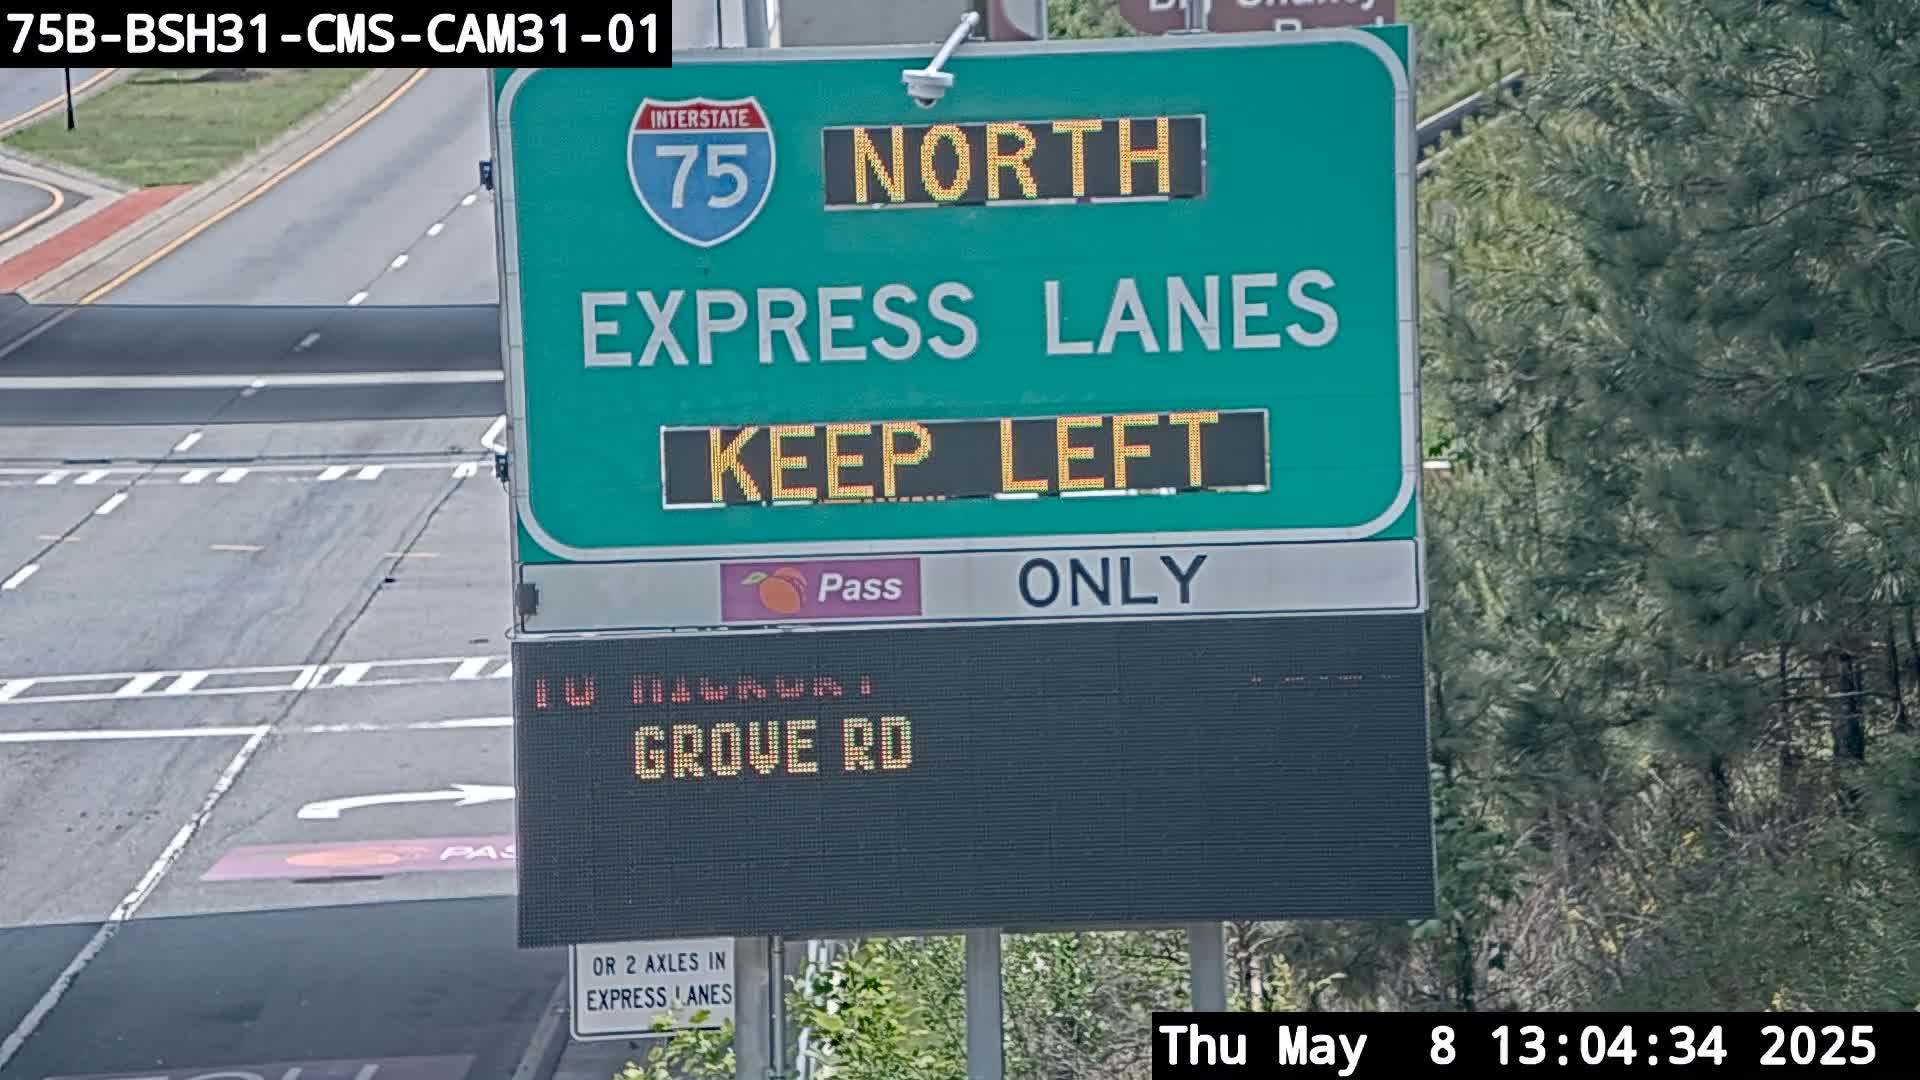 75B-BSH31-CMS-CAM31-01
INTERSTATE
75
NORTH
EXPRESS LANES
KEEP LEFT
Pass
ONLY
GROVE RD
OR 2 AXLES IN
EXPRESS LANES
Thu May 8 13:04:34 2025